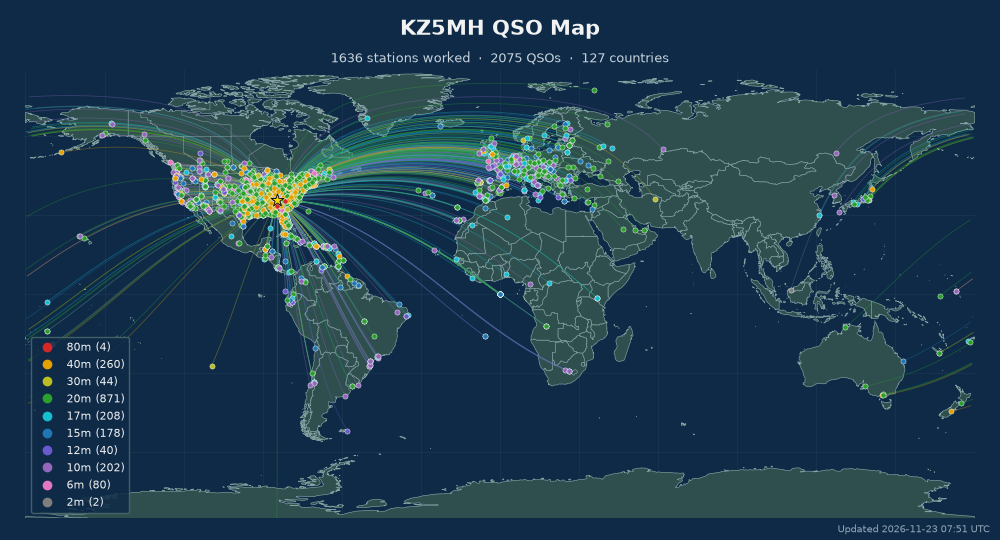 KZ5MH QSO Map
1636 stations worked · 2075 QSOs · 127 countries
80m (4)
40m (260)
30m (44)
20m (871)
17m (208)
15m (178)
12m (40)
10m (202)
6m (80)
2m (2)
Updated 2026-11-23 07:51 UTC